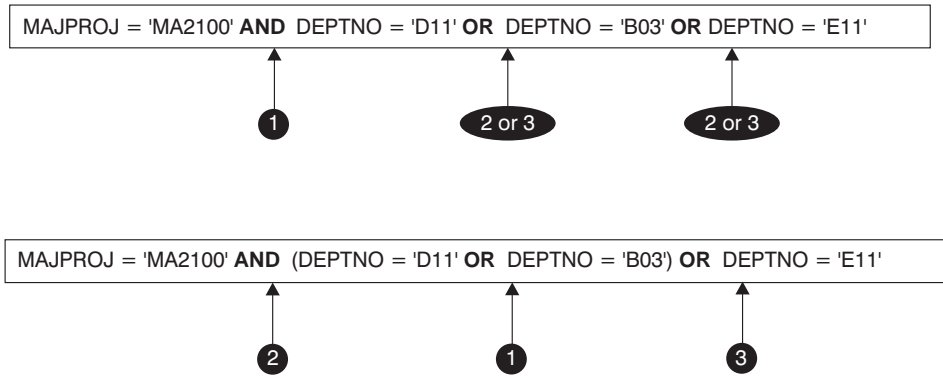 MAJPROJ = 'MA2100' AND DEPTNO = 'D11' OR DEPTNO = 'B03' OR DEPTNO = 'E11'
1 2 or 3 2 or 3
MAJPROJ = 'MA2100' AND (DEPTNO = 'D11' OR DEPTNO = 'B03') OR DEPTNO = 'E11'
2 1 3